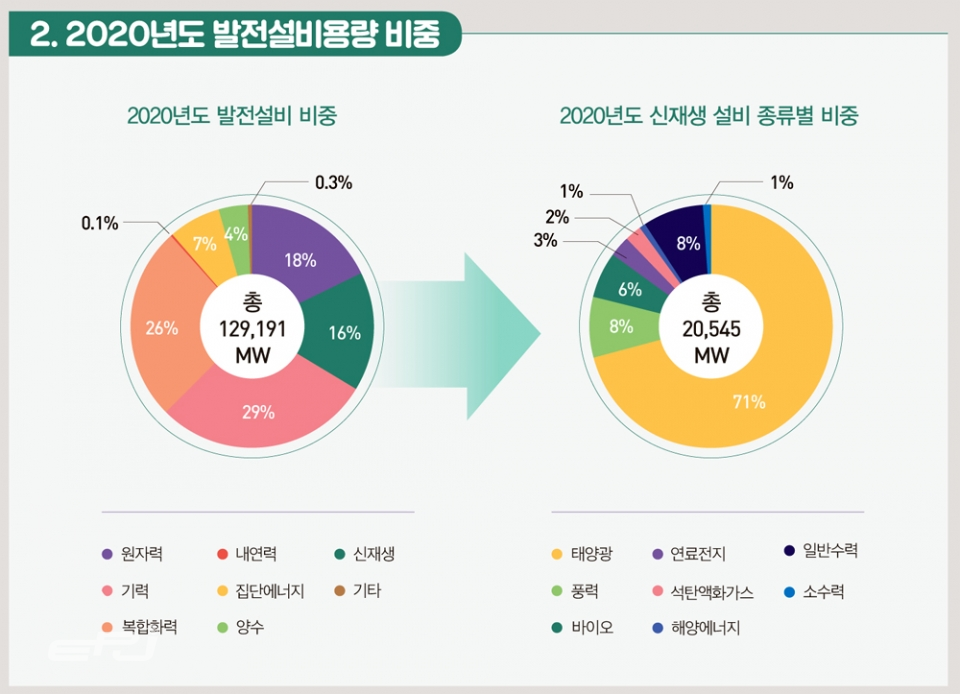 2. 2020년도 발전설비용량 비중
2020년도 발전설비 비중
0.3%
0.1%
7%
4%
18%
26%
총
129,191
MW
16%
29%
원자력
내연력
신재생
기력
집단에너지
기타
복합화력
양수
2020년도 신재생 설비 종류별 비중
1%
1%
2%
3%
8%
6%
8%
총
20,545
MW
71%
태양광
연료전지
일반수력
풍력
석탄액화가스
소수력
바이오
해양에너지
EPJ